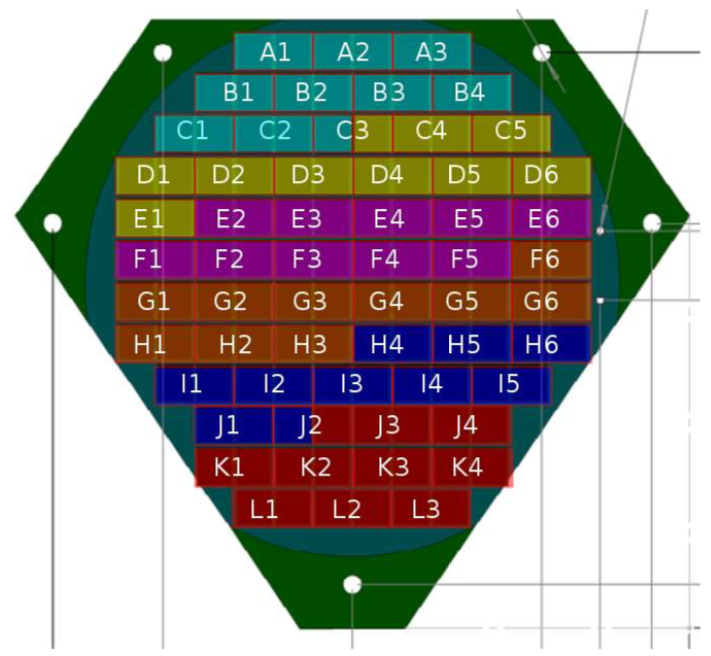 A1 A2 A3
B1 B2 B3 B4
C1 C2 C3 C4 C5
D1 D2 D3 D4 D5 D6
E1 E2 E3 E4 E5 E6
F1 F2 F3 F4 F5 F6
G1 G2 G3 G4 G5 G6
H1 H2 H3 H4 H5 H6
I1 I2 I3 I4 I5
J1 J2 J3 J4
K1 K2 K3 K4
L1 L2 L3